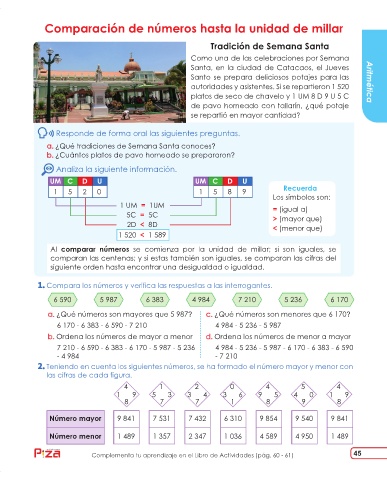 Comparación de números hasta la unidad de millar
Tradición de Semana Santa
Como una de las celebraciones por Semana
Santa, en la ciudad de Catacaos, el Jueves
Santo se prepara deliciosos potajes para las
autoridades y asistentes. Si se repartieron 1 520
platos de seco de chavelo y 1 UM 8 D 9 U 5 C
de pavo horneado con tallarín, ¿qué potaje
se repartió en mayor cantidad?
Aritmética
Responde de forma oral las siguientes preguntas.
a. ¿Qué tradiciones de Semana Santa conoces?
b. ¿Cuántos platos de pavo horneado se prepararon?
Analiza la siguiente información.
UM C D U
1 5 2 0
UM C D U
1 5 8 9
1 UM = 1UM
5C = 5C
2D < 8D
1 520 < 1 589
Recuerda
Los símbolos son:
= (igual a)
> (mayor que)
< (menor que)
Al comparar números se comienza por la unidad de millar; si son iguales, se
comparan las centenas; y si estas también son iguales, se comparan las cifras del
siguiente orden hasta encontrar una desigualdad o igualdad.
1. Compara los números y verifica las respuestas a las interrogantes.
6 590 5 987 6 383 4 984 7 210 5 236 6 170
a. ¿Qué números son mayores que 5 987?
6 170 - 6 383 - 6 590 - 7 210
b. Ordena los números de mayor a menor
7 210 - 6 590 - 6 383 - 6 170 - 5 987 - 5 236
- 4 984
c. ¿Qué números son menores que 6 170?
4 984 - 5 236 - 5 987
d. Ordena los números de menor a mayor
4 984 - 5 236 - 5 987 - 6 170 - 6 383 - 6 590
- 7 210
2. Teniendo en cuenta los siguientes números, se ha formado el número mayor y menor con
las cifras de cada figura.
4 1 2 0 4 5 4
1 9 5 3 3 4 3 6 9 5 4 0 1 9
8 7 7 1 8 9 8
Número mayor 9 841 7 531 7 432 6 310 9 854 9 540 9 841
Número menor 1 489 1 357 2 347 1 036 4 589 4 950 1 489
Pizza
Complementa tu aprendizaje en el Libro de Actividades (pág. 60 - 61)
45